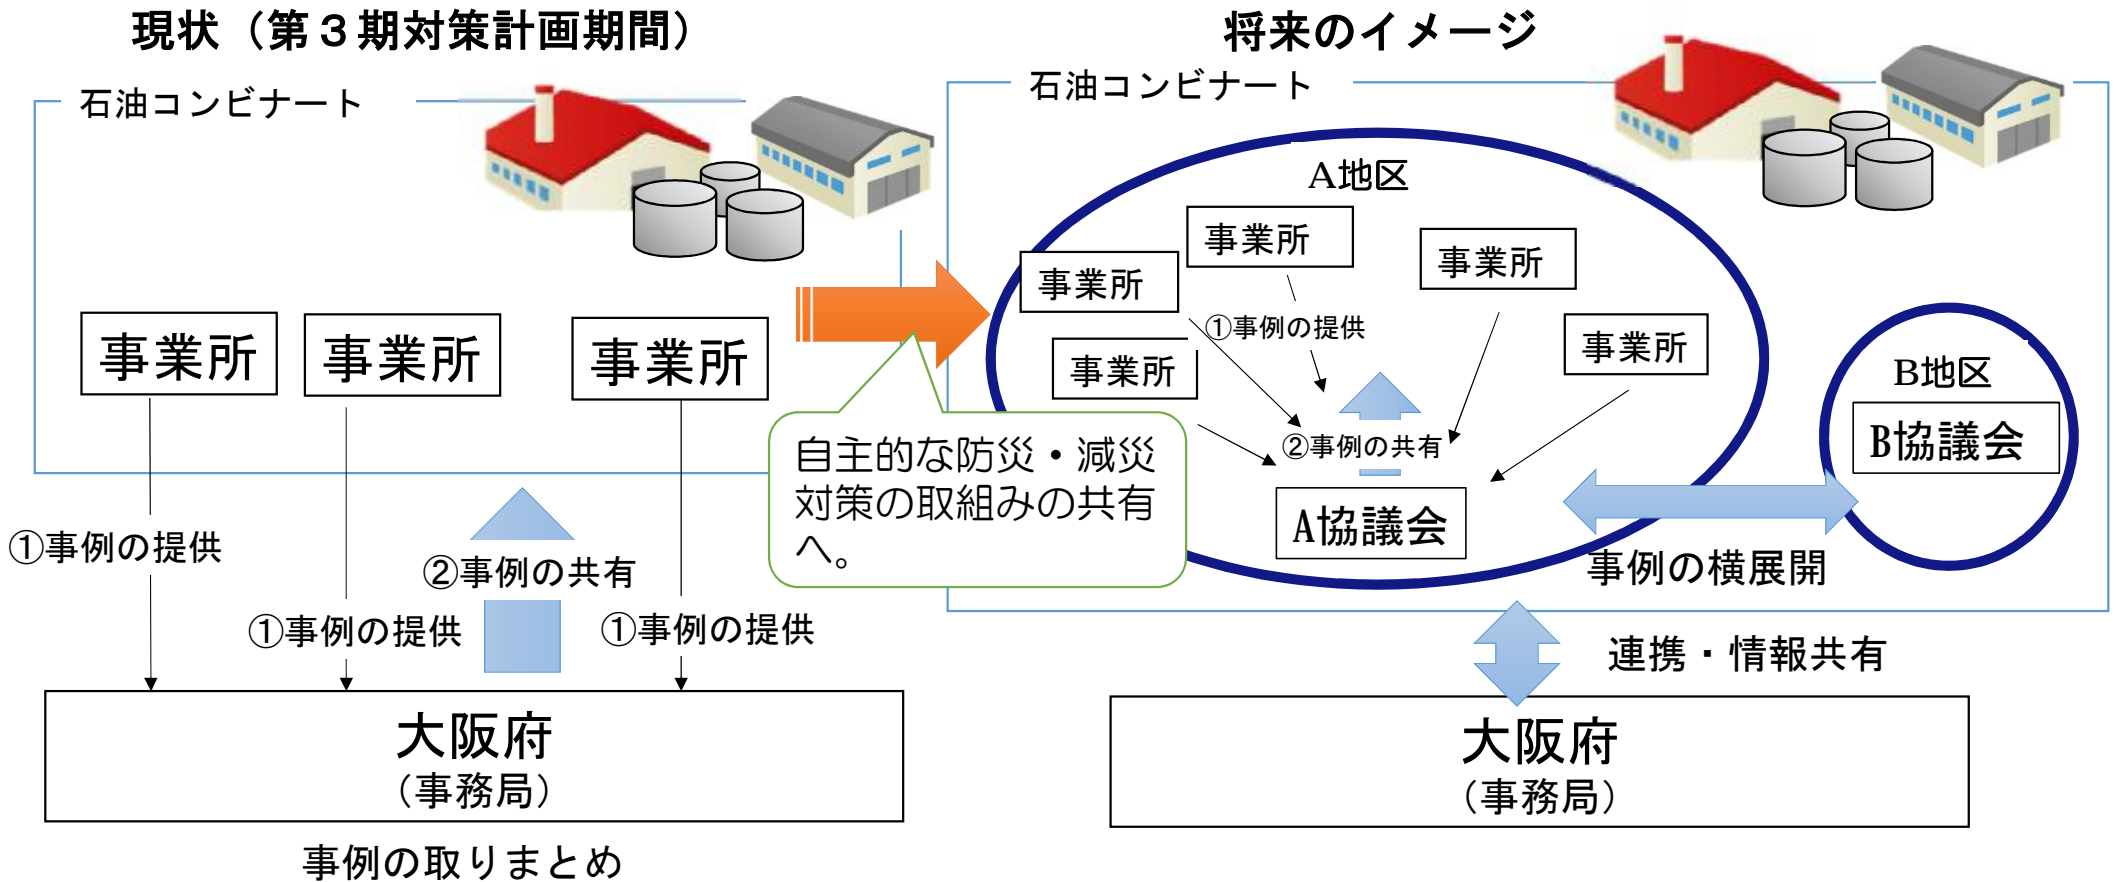 現状（第３期対策計画期間）
石油コンビナート
事業所
事業所
事業所
①事例の提供
②事例の共有
①事例の提供
①事例の提供
大阪府
（事務局）
事例の取りまとめ
自主的な防災・減災
対策の取組みの共有
へ。
将来のイメージ
石油コンビナート
A地区
事業所
事業所
事業所
①事例の提供
事業所
事業所
②事例の共有
A協議会
B地区
B協議会
事例の横展開
連携・情報共有
大阪府
（事務局）